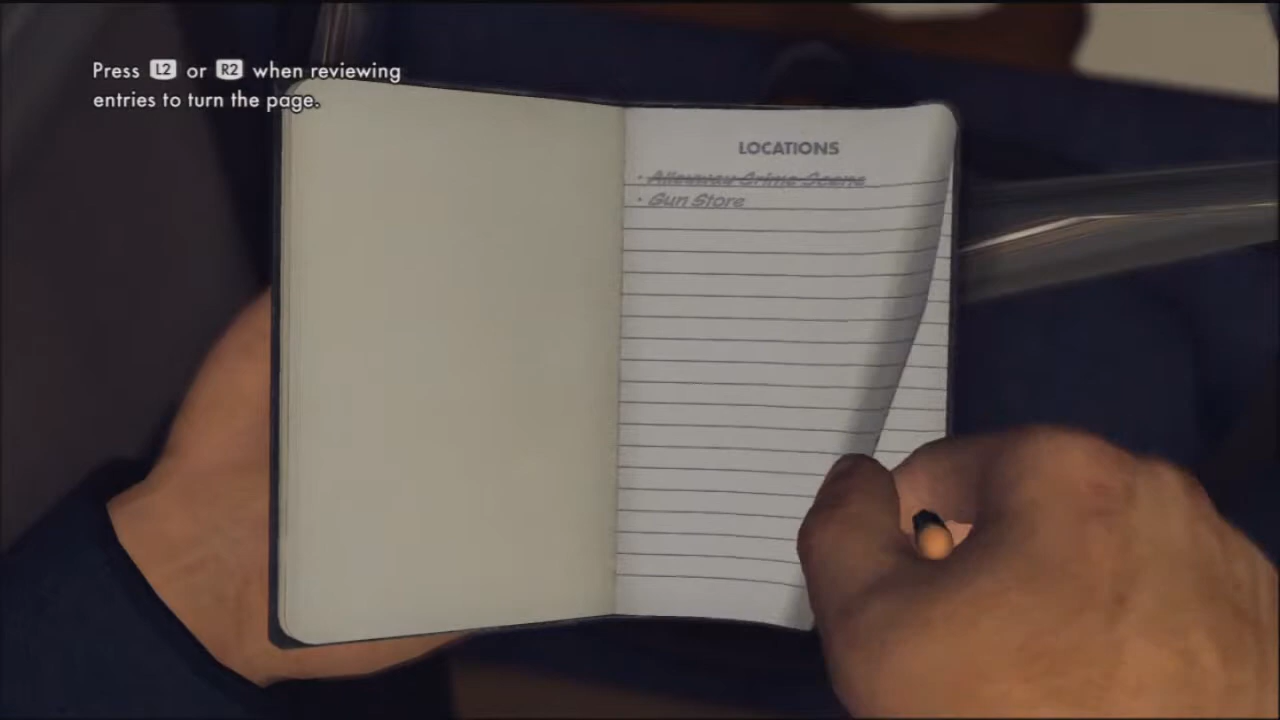 Press L2 or R2 when reviewing
entries to turn the page.
LOCATIONS
· Alleyway Crime Scene
· Gun Store